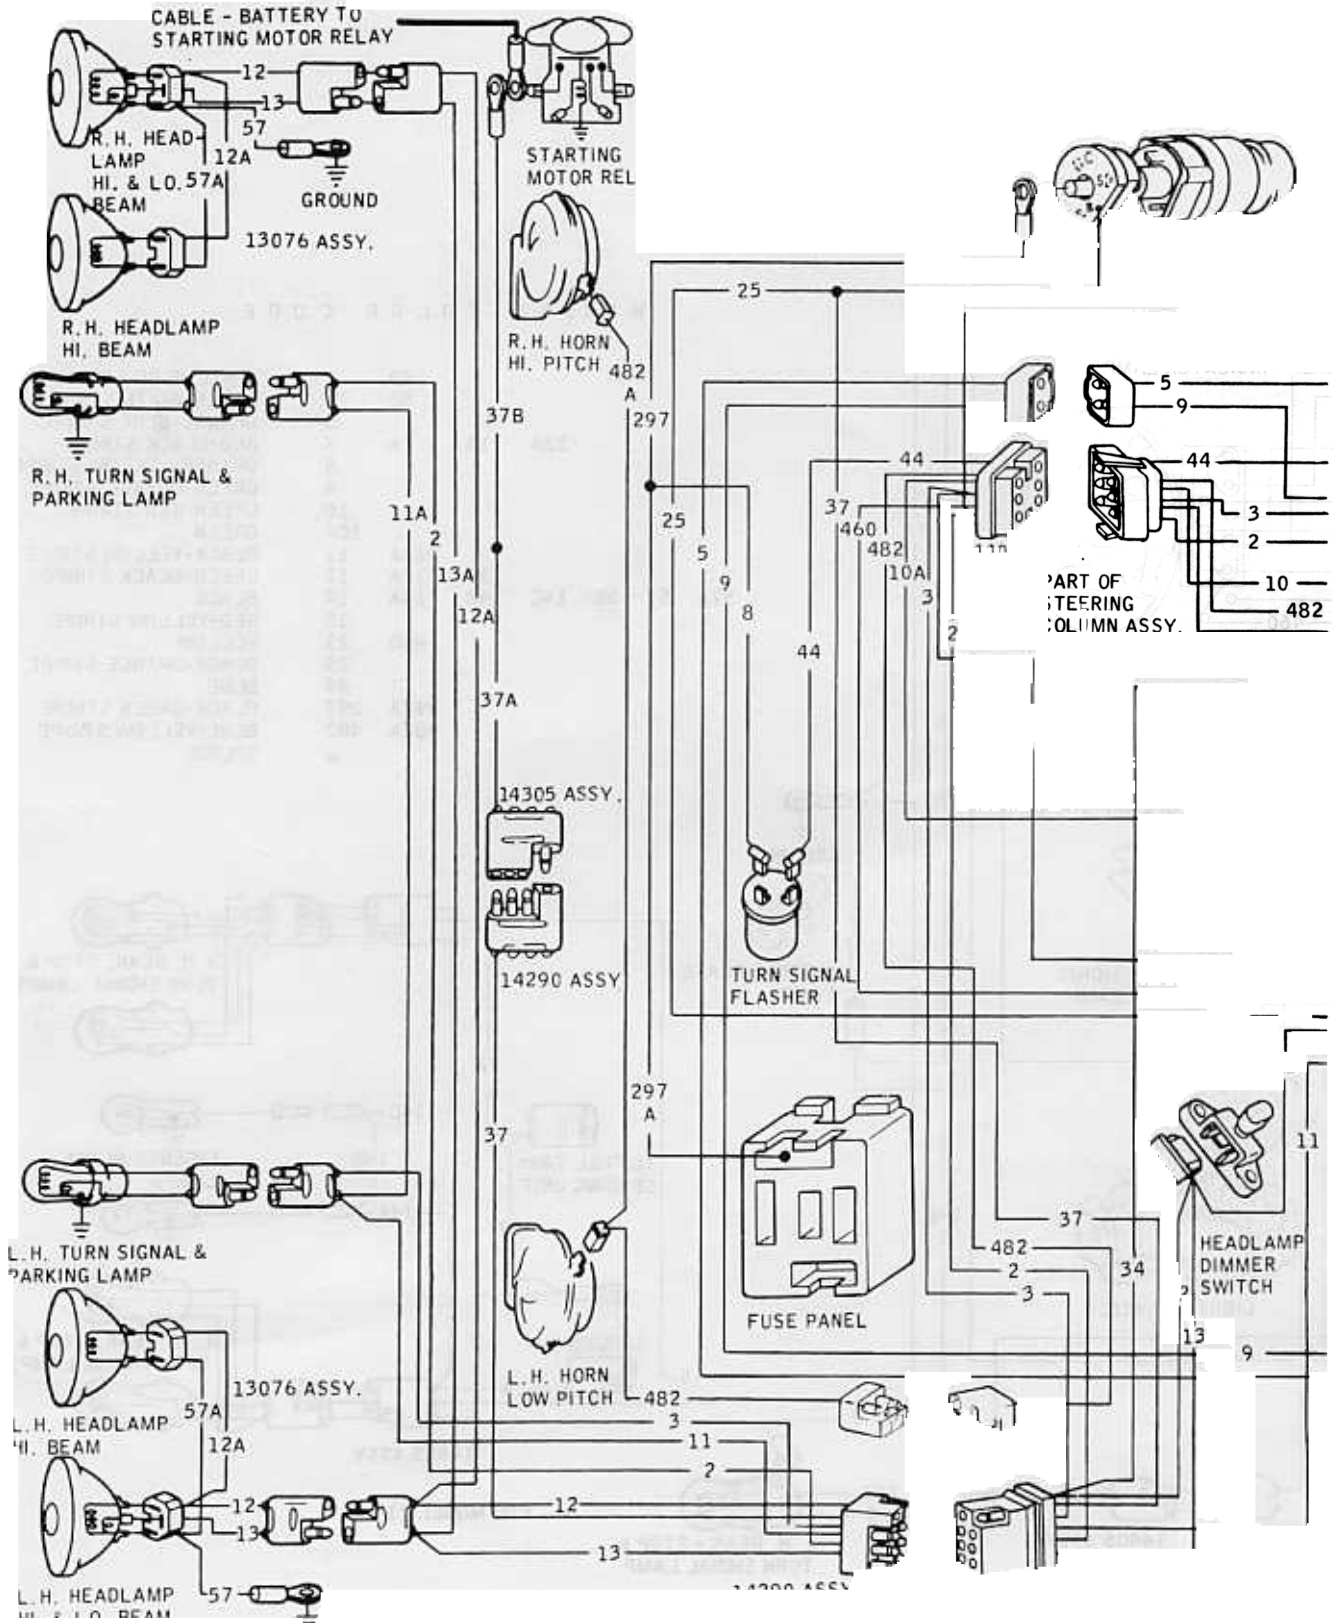 CABLE - BATTERY TO
STARTING MOTOR RELAY
12
13
57
R.H. HEAD-
LAMP
HI. & LO.
BEAM
12A
57A
GROUND
STARTING
MOTOR REL
13076 ASSY.
R.H. HEADLAMP
HI. BEAM
R.H. HORN
HI. PITCH
482
A
25
37B
297
5
9
R.H. TURN SIGNAL &
PARKING LAMP
44
44
11A
2
25
37
460
482
3
2
13A
5
9
10A
10
12A
8
3
2
482
PART OF
STEERING
COLUMN ASSY.
44
37A
14305 ASSY.
14290 ASSY
TURN SIGNAL
FLASHER
297
A
37
11
L.H. TURN SIGNAL &
PARKING LAMP
37
482
2
3
34
HEADLAMP
DIMMER
SWITCH
FUSE PANEL
13
9
13076 ASSY.
L.H. HORN
LOW PITCH
482
57A
3
L.H. HEADLAMP
HI. BEAM
12A
11
2
12
12
13
13
57
L.H. HEADLAMP
HI. & LO. BEAM
14290 ASSY